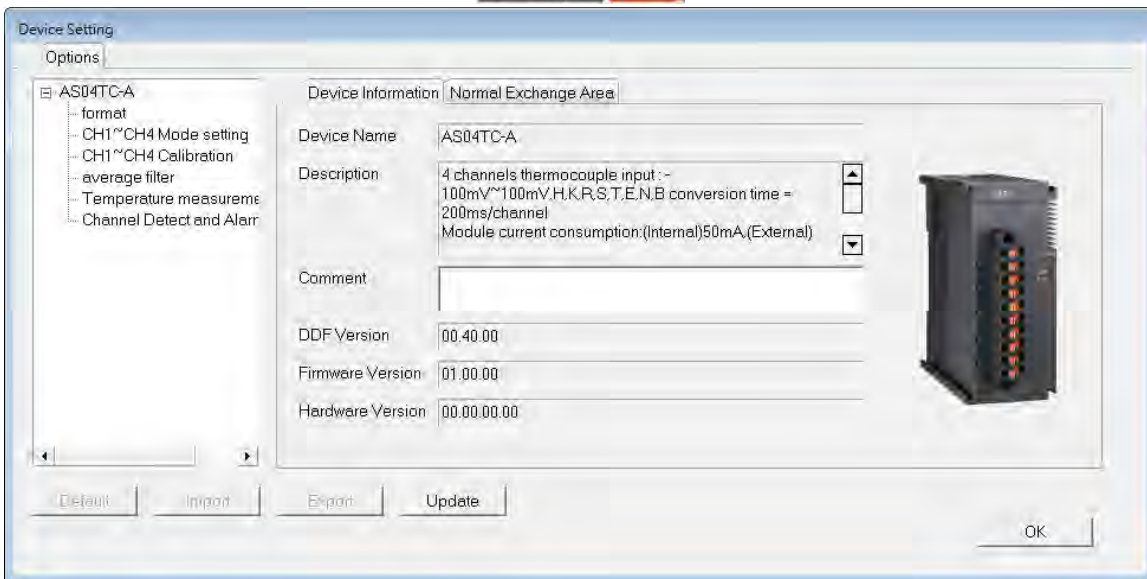 Device Setting
Options
AS04TC-A
format
CH1~CH4 Mode setting
CH1~CH4 Calibration
average filter
Temperature measureme
Channel Detect and Alarr
Device Information
Normal Exchange Area
Device Name
AS04TC-A
Description
4 channels thermocouple input : -
100mV~100mV,H,K,R,S,T,E,N,B conversion time =
200ms/channel
Module current consumption:(Internal)50mA,(External)
Comment
DDF Version
00.40.00
Firmware Version
01.00.00
Hardware Version
00.00.00.00
Default
Import
Export
Update
OK